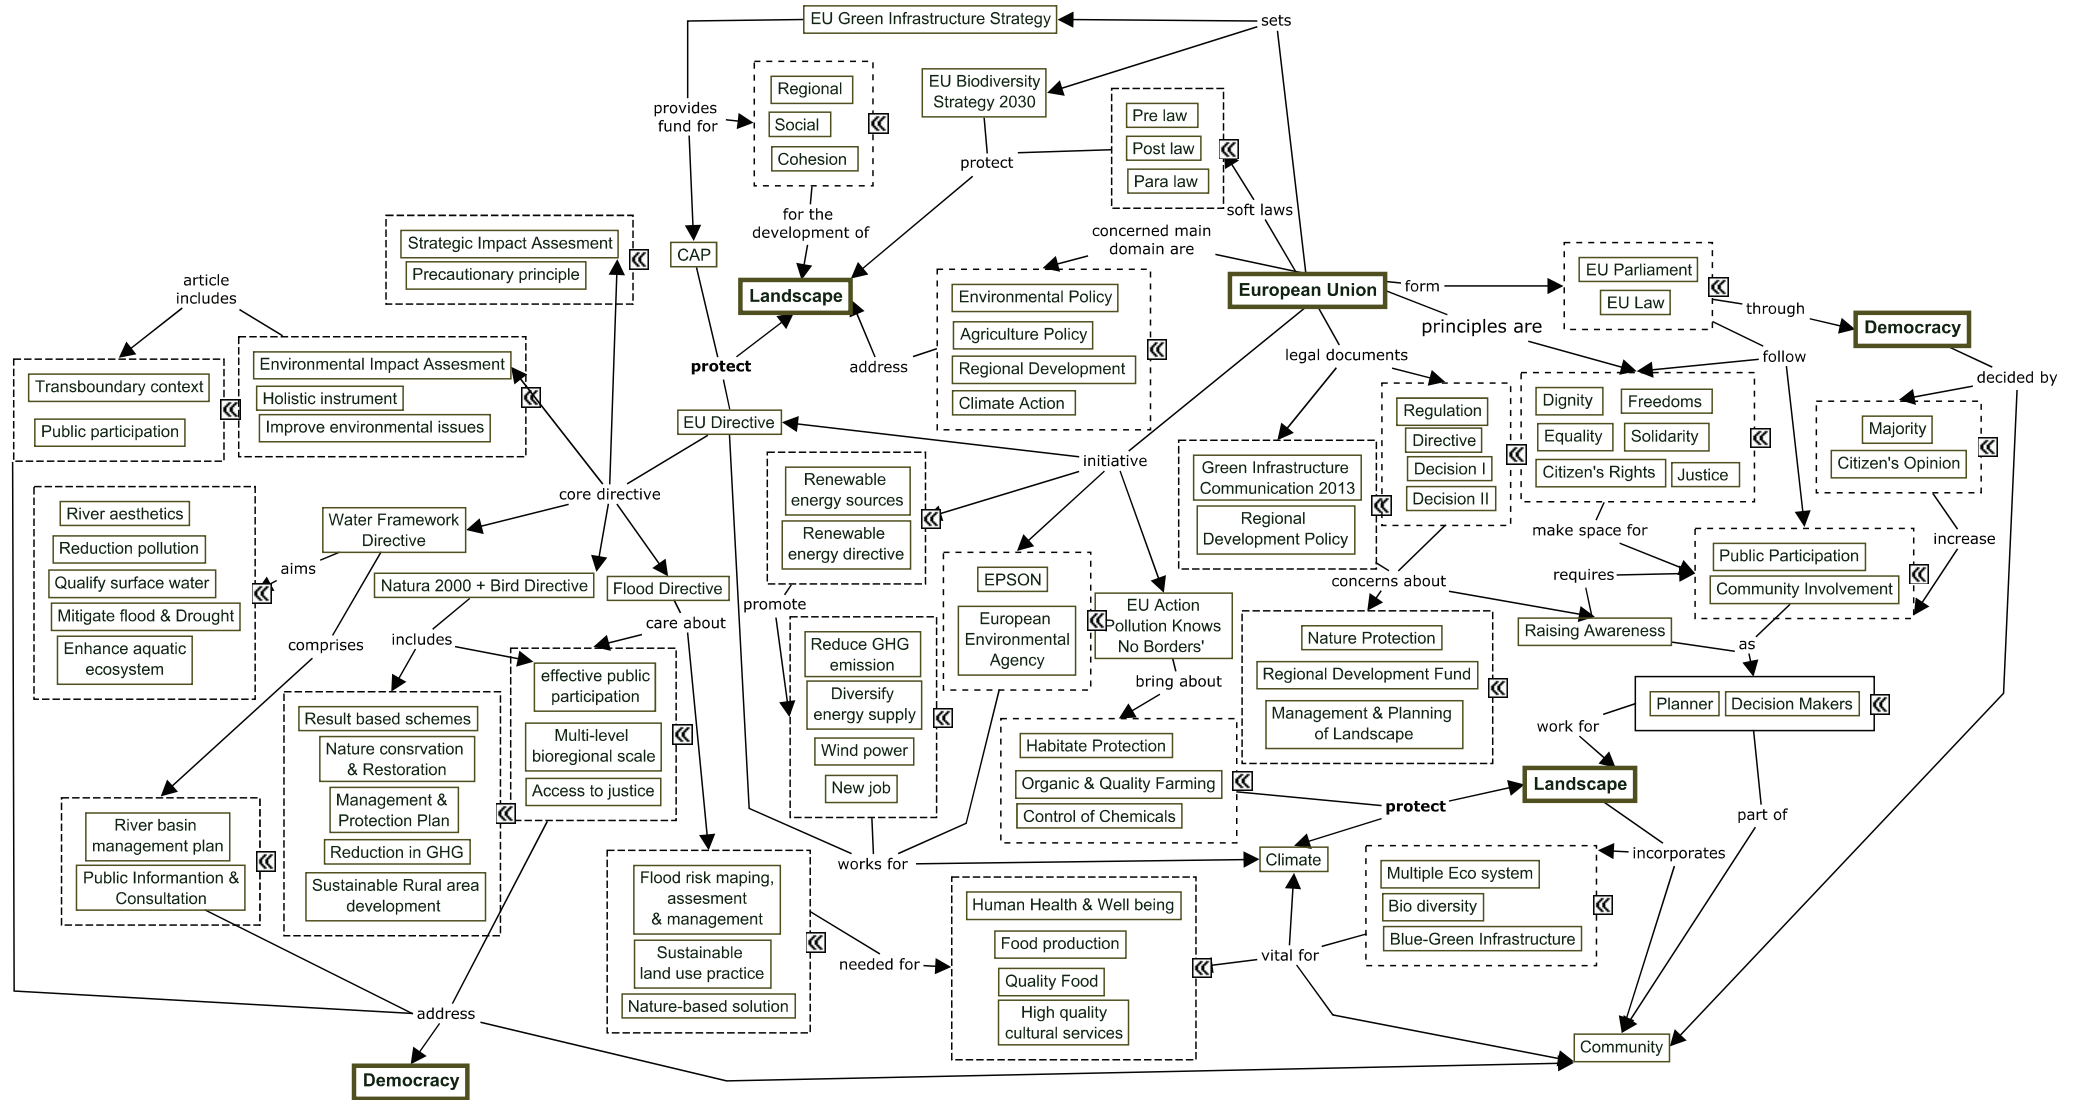 EU Green Infrastructure Strategy
sets
Regional
Social
Cohesion
EU Biodiversity
Strategy 2030
provides
fund for
Pre law
Post law
Para law
protect
soft laws
for the
development of
concerned main
domain are
Strategic Impact Assesment
Precautionary principle
CAP
Landscape
European Union
form
EU Parliament
EU Law
through
Democracy
article
includes
Environmental Policy
Agriculture Policy
Regional Development
Climate Action
address
principles are
legal documents
follow
decided by
Transboundary context
Public participation
Environmental Impact Assesment
Holistic instrument
Improve environmental issues
protect
EU Directive
Regulation
Directive
Decision I
Decision II
Dignity
Freedoms
Equality
Solidarity
Citizen's Rights
Justice
Majority
Citizen's Opinion
initiative
Green Infrastructure
Communication 2013
Regional
Development Policy
Renewable
energy sources
Renewable
energy directive
core directive
River aesthetics
Reduction pollution
Qualify surface water
Mitigate flood & Drought
Enhance aquatic
ecosystem
aims
Water Framework
Directive
Natura 2000 + Bird Directive
Flood Directive
make space for
increase
requires
Public Participation
Community Involvement
EPSON
European
Environmental
Agency
EU Action
Pollution Knows
No Borders'
concerns about
promote
care about
includes
comprises
Raising Awareness
as
Nature Protection
Regional Development Fund
Management & Planning
of Landscape
Reduce GHG
emission
Diversify
energy supply
Wind power
New job
effective public
participation
Multi-level
bioregional scale
Access to justice
bring about
Planner
Decision Makers
work for
Result based schemes
Nature consrvation
& Restoration
Management &
Protection Plan
Reduction in GHG
Sustainable Rural area
development
Habitate Protection
Organic & Quality Farming
Control of Chemicals
protect
Landscape
part of
River basin
management plan
Public Informantion &
Consultation
works for
Climate
incorporates
Flood risk maping,
assesment
& management
Sustainable
land use practice
Nature-based solution
Human Health & Well being
Food production
Quality Food
High quality
cultural services
Multiple Eco system
Bio diversity
Blue-Green Infrastructure
needed for
vital for
address
Community
Democracy